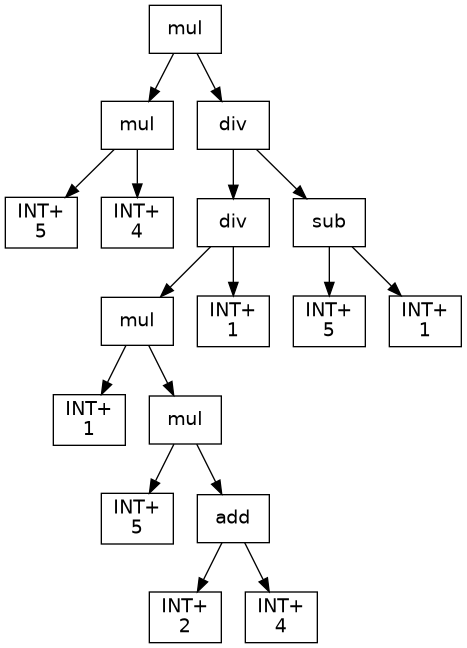 mul
mul
div
INT+
5
INT+
4
div
sub
mul
INT+
1
INT+
5
INT+
1
INT+
1
mul
INT+
5
add
INT+
2
INT+
4